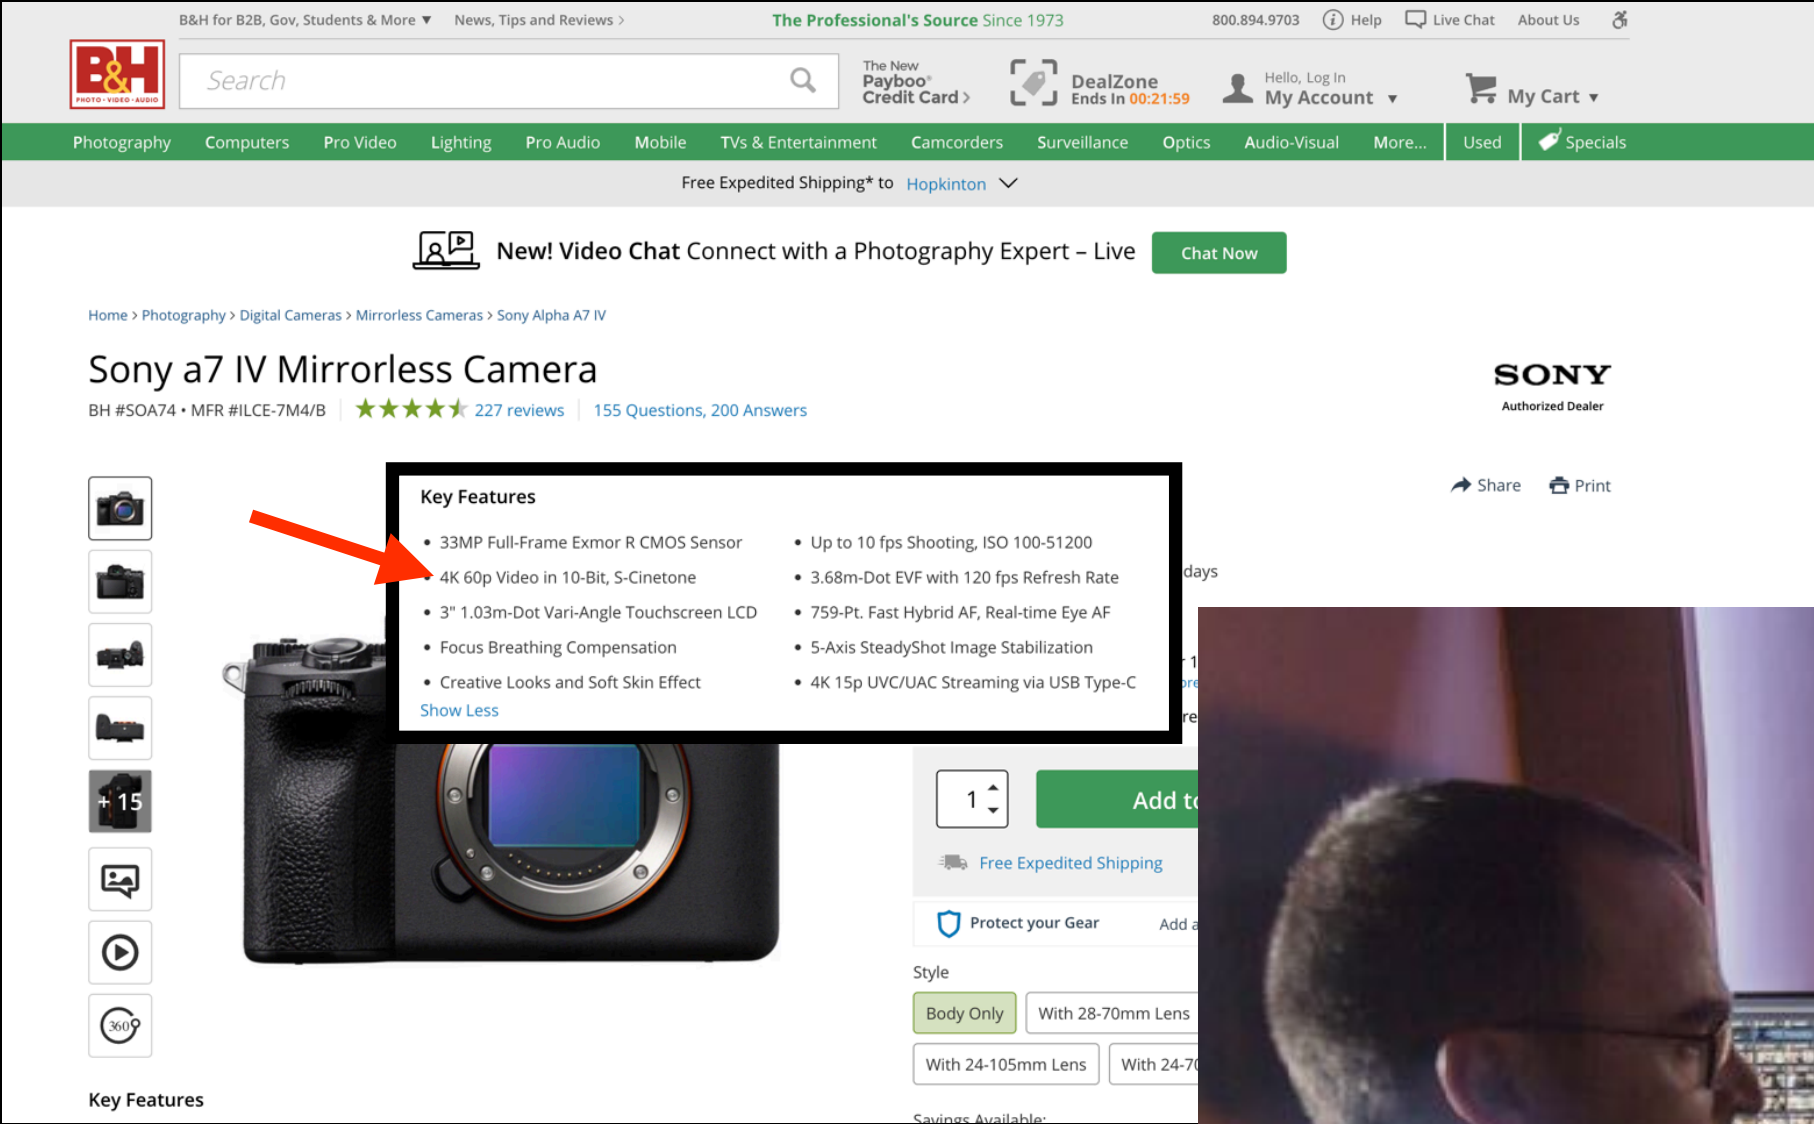 B&H for B2B, Gov, Students & More ▼ News, Tips and Reviews >
The Professional's Source Since 1973
800.894.9703 Help Live Chat About Us
B&H
PHOTO · VIDEO · AUDIO
Search
The New
Payboo®
Credit Card >
DealZone
Ends In 00:21:59
Hello, Log In
My Account ▼
My Cart ▼
Photography Computers Pro Video Lighting Pro Audio Mobile TVs & Entertainment Camcorders Surveillance Optics Audio-Visual More... Used Specials
Free Expedited Shipping* to Hopkinton
New! Video Chat Connect with a Photography Expert – Live
Chat Now
Home > Photography > Digital Cameras > Mirrorless Cameras > Sony Alpha A7 IV
Sony a7 IV Mirrorless Camera
SONY
Authorized Dealer
BH #SOA74 • MFR #ILCE-7M4/B 227 reviews 155 Questions, 200 Answers
Share Print
Key Features
• 33MP Full-Frame Exmor R CMOS Sensor
• 4K 60p Video in 10-Bit, S-Cinetone
• 3" 1.03m-Dot Vari-Angle Touchscreen LCD
• Focus Breathing Compensation
• Creative Looks and Soft Skin Effect
Show Less
• Up to 10 fps Shooting, ISO 100-51200
• 3.68m-Dot EVF with 120 fps Refresh Rate
• 759-Pt. Fast Hybrid AF, Real-time Eye AF
• 5-Axis SteadyShot Image Stabilization
• 4K 15p UVC/UAC Streaming via USB Type-C
days
+ 15
360º
1
Add to
Free Expedited Shipping
Protect your Gear Add a
Style
Body Only
With 28-70mm Lens
With 24-105mm Lens
With 24-70
Savings Available:
Key Features